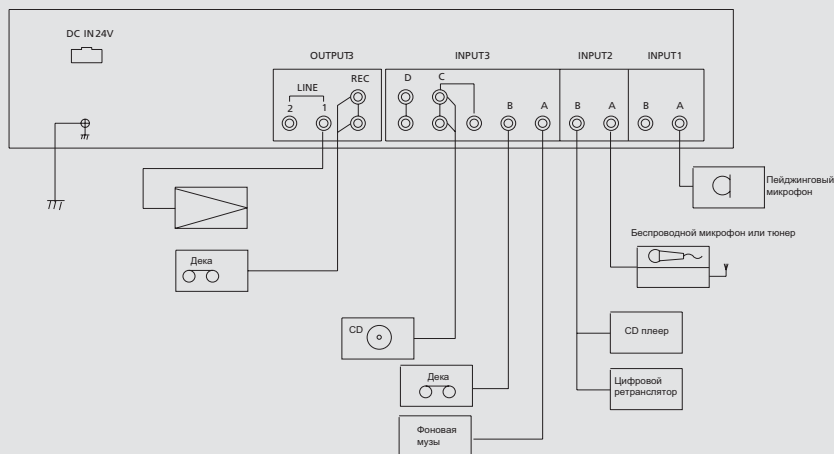 DC IN 24V
OUTPUT3
INPUT3
INPUT2
INPUT1
LINE
REC
2
1
D
C
B
A
B
A
B
A
Пейджинговый
микрофон
Беспроводной микрофон или тюнер
Дека
CD
CD плеер
Дека
Цифровой
ретранслятор
Фоновая
музы